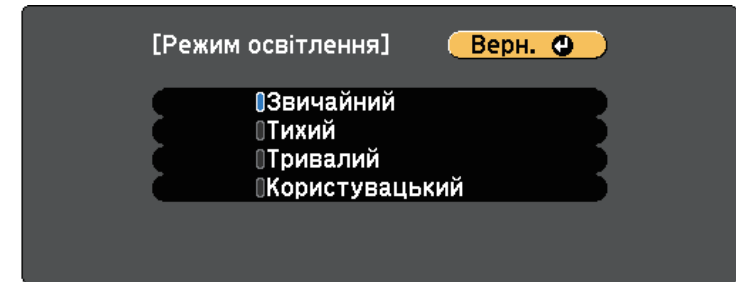 [Режим освітлення] Верн.
Звичайний
Тихий
Тривалий
Користувацький